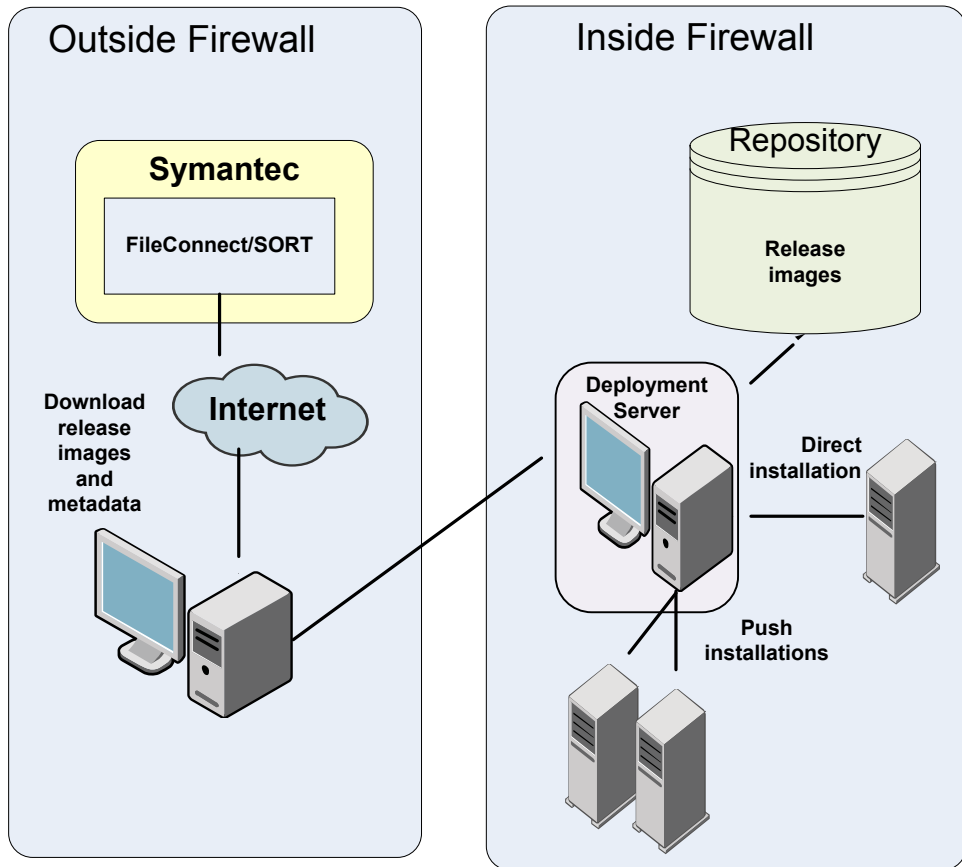 Outside Firewall
Symantec
FileConnect/SORT
Internet
Download
release
images
and
metadata
Inside Firewall
Repository
Release
images
Deployment
Server
Direct
installation
Push
installations